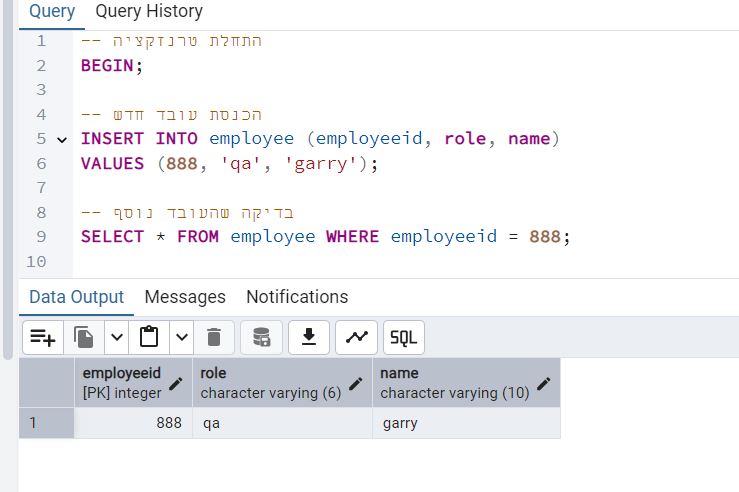 Query Query History
1 -- התחלת טרנזקציה
2 BEGIN;
3
4 -- הכנסת עובד חדש
5 INSERT INTO employee (employeeid, role, name)
6 VALUES (888, 'qa', 'garry');
7
8 -- בדיקה שהעובד נוסף
9 SELECT * FROM employee WHERE employeeid = 888;
10
Data Output Messages Notifications
SQL
employeeid role name
[PK] integer character varying (6) character varying (10)
1 888 qa garry